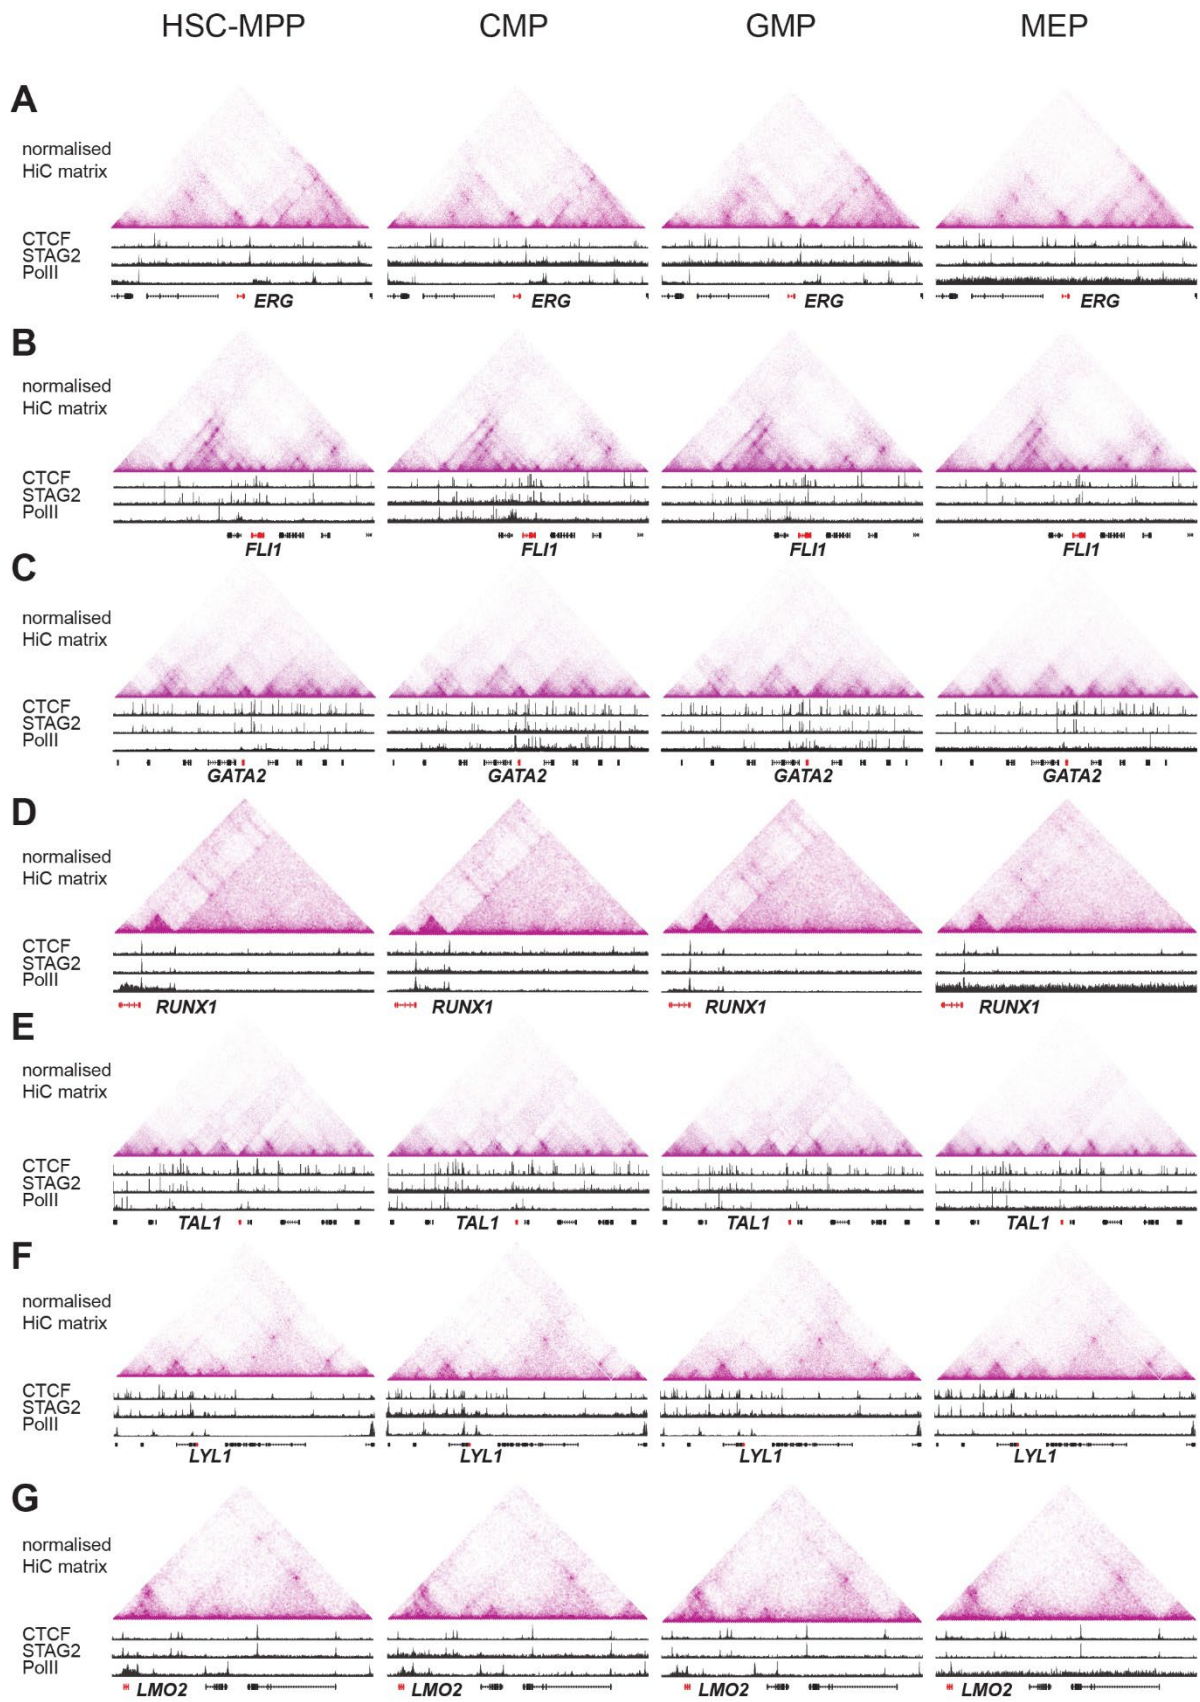 HSC-MPP CMP GMP MEP
A
normalised
HiC matrix
CTCF
STAG2
PolII
ERG ERG ERG ERG
B
normalised
HiC matrix
CTCF
STAG2
PolII
FLI1 FLI1 FLI1 FLI1
C
normalised
HiC matrix
CTCF
STAG2
PolII
GATA2 GATA2 GATA2 GATA2
D
normalised
HiC matrix
CTCF
STAG2
PolII
RUNX1 RUNX1 RUNX1 RUNX1
E
normalised
HiC matrix
CTCF
STAG2
PolII
TAL1 TAL1 TAL1 TAL1
F
normalised
HiC matrix
CTCF
STAG2
PolII
LYL1 LYL1 LYL1 LYL1
G
normalised
HiC matrix
CTCF
STAG2
PolII
LMO2 LMO2 LMO2 LMO2